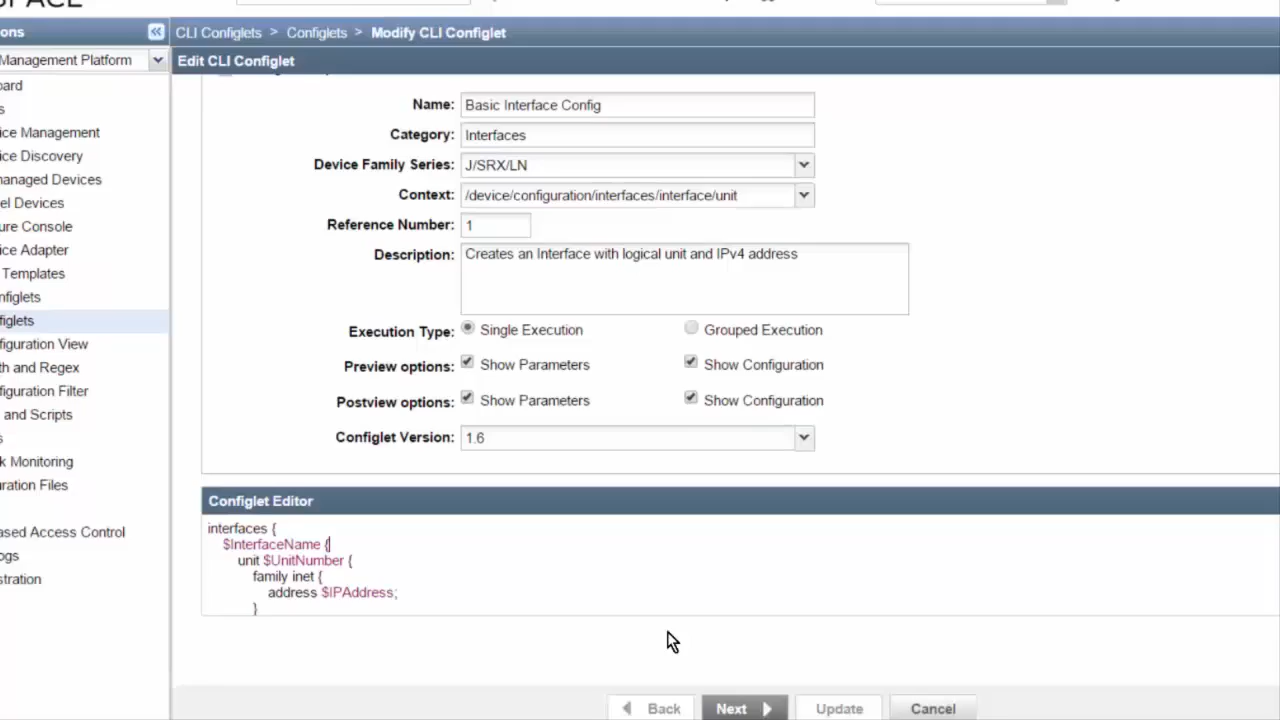 SPACE
ons
CLI Configlets > Configlets > Modify CLI Configlet
Management Platform
Edit CLI Configlet
oard
s
ice Management
ice Discovery
managed Devices
el Devices
ure Console
ice Adapter
Templates
nfiglets
figlets
figuration View
th and Regex
figuration Filter
and Scripts
s
k Monitoring
uration Files
ased Access Control
ogs
stration
Name: Basic Interface Config
Category: Interfaces
Device Family Series: J/SRX/LN
Context: /device/configuration/interfaces/interface/unit
Reference Number: 1
Description: Creates an Interface with logical unit and IPv4 address
Execution Type: Single Execution Grouped Execution
Preview options: Show Parameters Show Configuration
Postview options: Show Parameters Show Configuration
Configlet Version: 1.6
Configlet Editor
interfaces {
$InterfaceName {
unit $UnitNumber {
family inet {
address $IPAddress;
}
Back Next Update Cancel